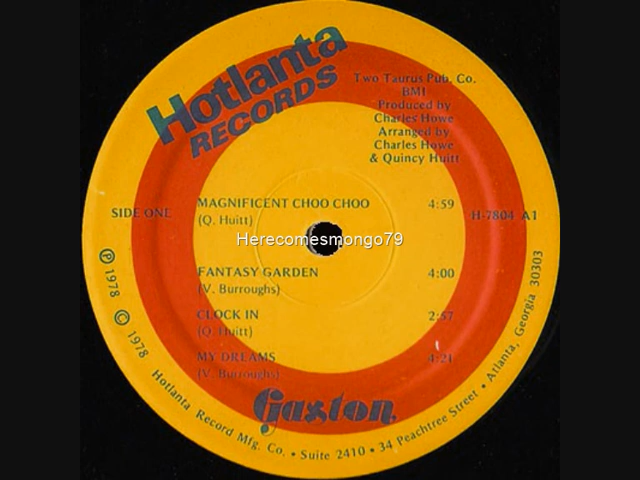 Hotlanta
RECORDS
Two Taurus Pub. Co.
BMI
Produced by
Charles Howe
Arranged by
Charles Howe
& Quincy Huitt
SIDE ONE
H-7804 A1
MAGNIFICENT CHOO CHOO 4:59
(Q. Huitt)
Herecomesmongo79
FANTASY GARDEN 4:00
(V. Burroughs)
CLOCK IN 2:57
(Q. Huitt)
MY DREAMS 4:21
(V. Burroughs)
Gaxton
℗ 1978 © 1978 Hotlanta Record Mfg. Co. • Suite 2410 • 34 Peachtree Street • Atlanta, Georgia 30303